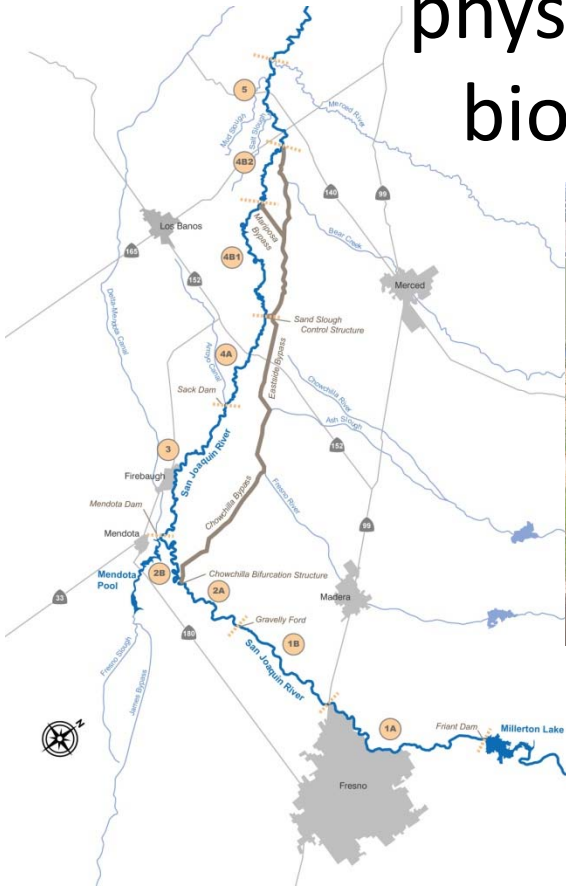 phys
bio
5
Mud Slough
Salt Slough
Merced River
4B2
140
99
Los Banos
Mariposa
Bypass
165
4B1
Bear Creek
152
Merced
Delta-Mendota Canal
Sand Slough
Control Structure
4A
Arroyo Canal
Eastside Bypass
Sack Dam
Chowchilla River
Ash Slough
152
3
San Joaquin River
Firebaugh
Chowchilla Bypass
Fresno River
Mendota Dam
99
Mendota
Chowchilla Bifurcation Structure
Mendota
Pool
2B
2A
Madera
33
Gravelly Ford
180
1B
Fresno Slough
James Bypass
San Joaquin River
Z
1A
Friant Dam
Millerton Lake
Fresno